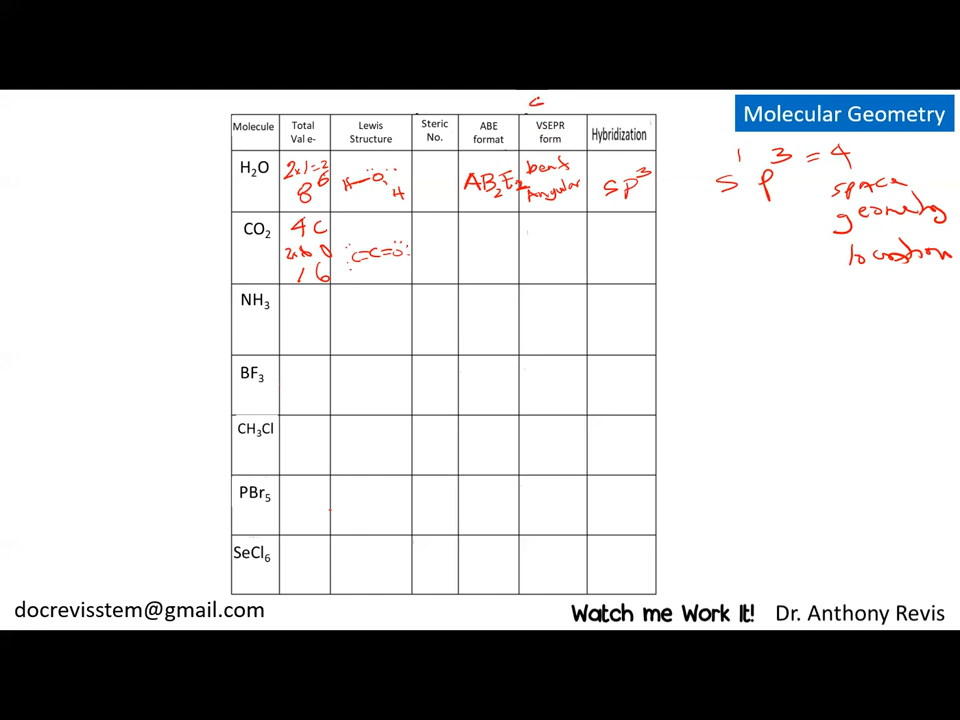 Molecular Geometry
Molecule Total Val e- Lewis Structure Steric No. ABE format VSEPR form Hybridization
H₂O 2x1=2 6 8 H–O: 4 AB₂E₂ bent Angular sp³
s¹ p³ = 4
space
geometry
location
CO₂ 4 C 2x6 O 16 :O=C=O:
NH₃
BF₃
CH₃Cl
PBr₅
SeCl₆
docrevisstem@gmail.com
Watch me Work It! Dr. Anthony Revis